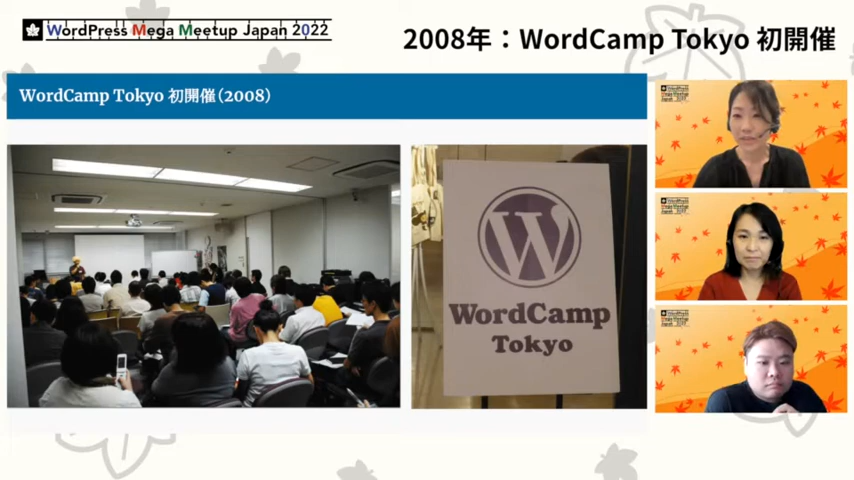 WordPress Mega Meetup Japan 2022
2008年：WordCamp Tokyo 初開催
WordCamp Tokyo 初開催（2008）
WordCamp
Tokyo